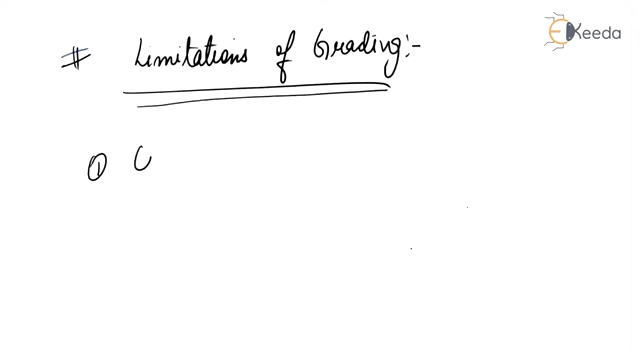 EKeeda
# Limitations of Grading:-
① C